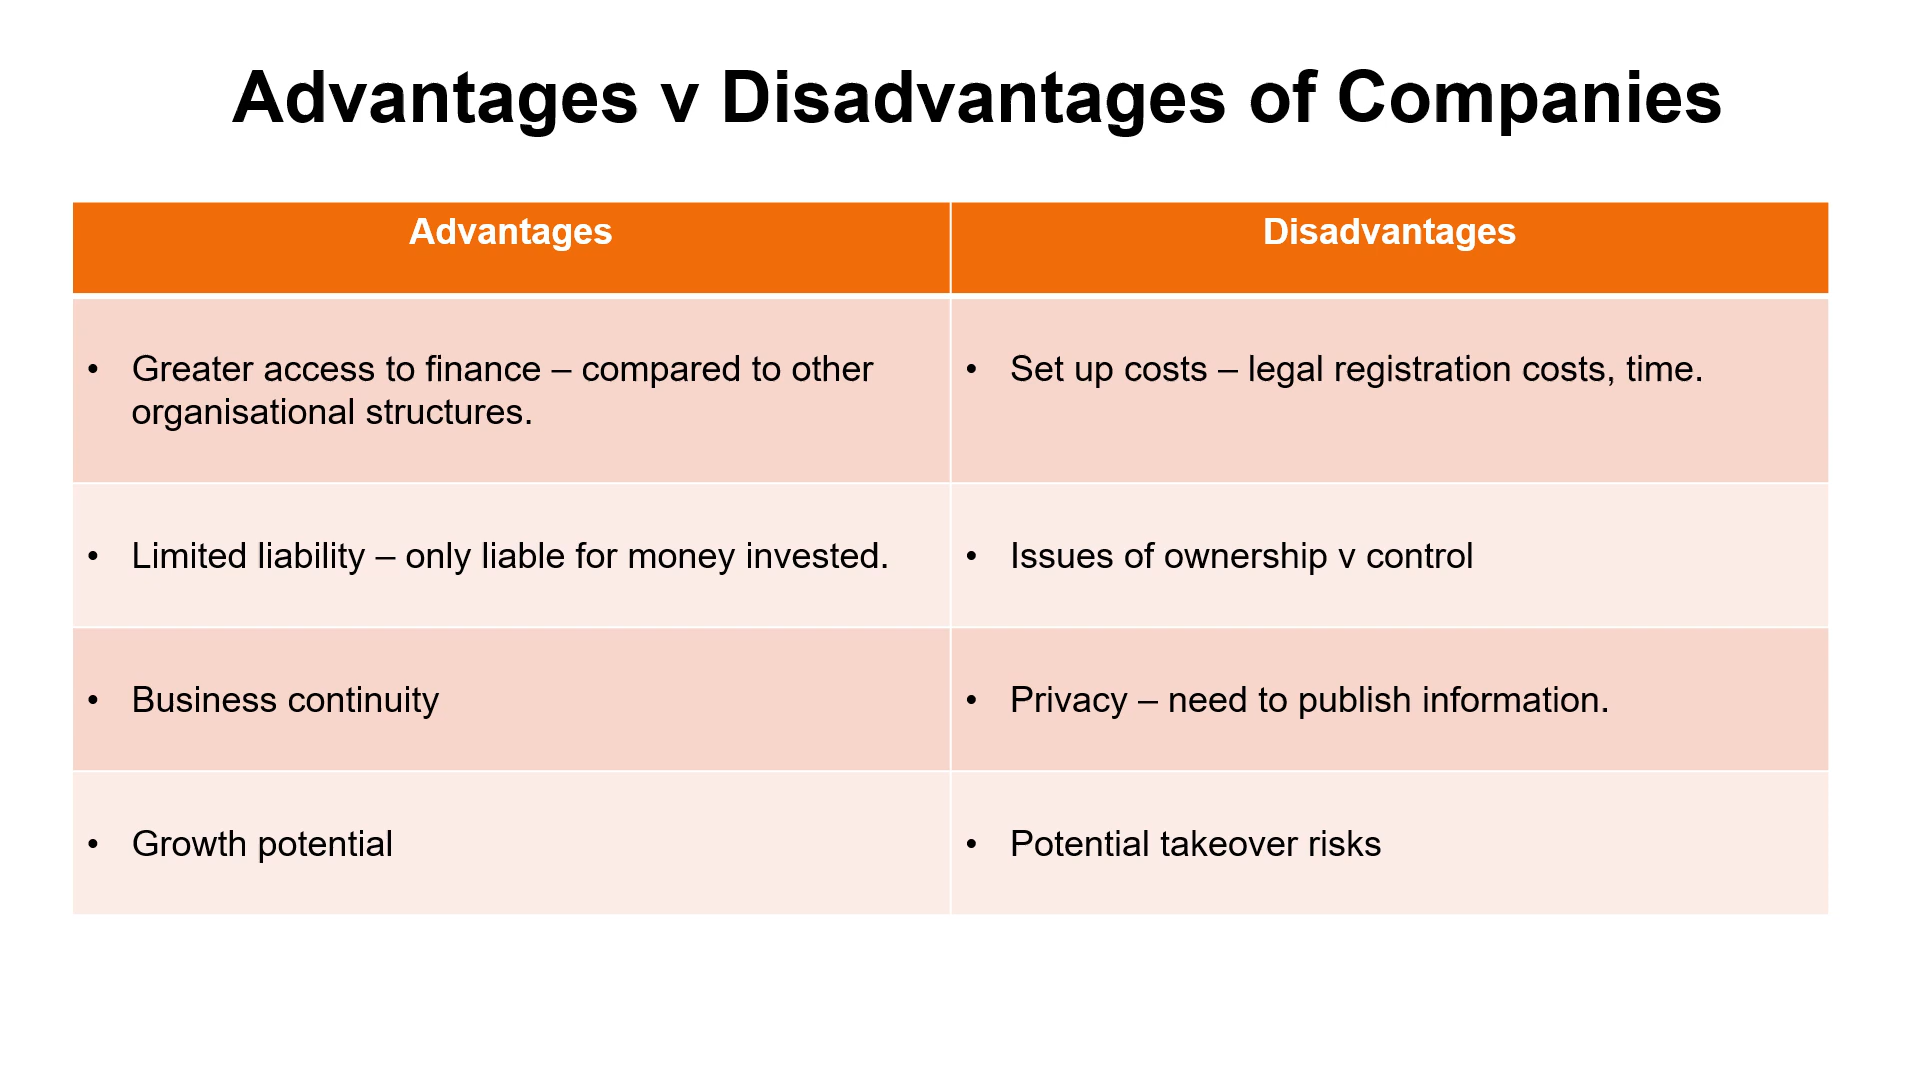 Advantages v Disadvantages of Companies
Advantages
Disadvantages
• Greater access to finance – compared to other
organisational structures.
• Set up costs – legal registration costs, time.
• Limited liability – only liable for money invested.
• Issues of ownership v control
• Business continuity
• Privacy – need to publish information.
• Growth potential
• Potential takeover risks